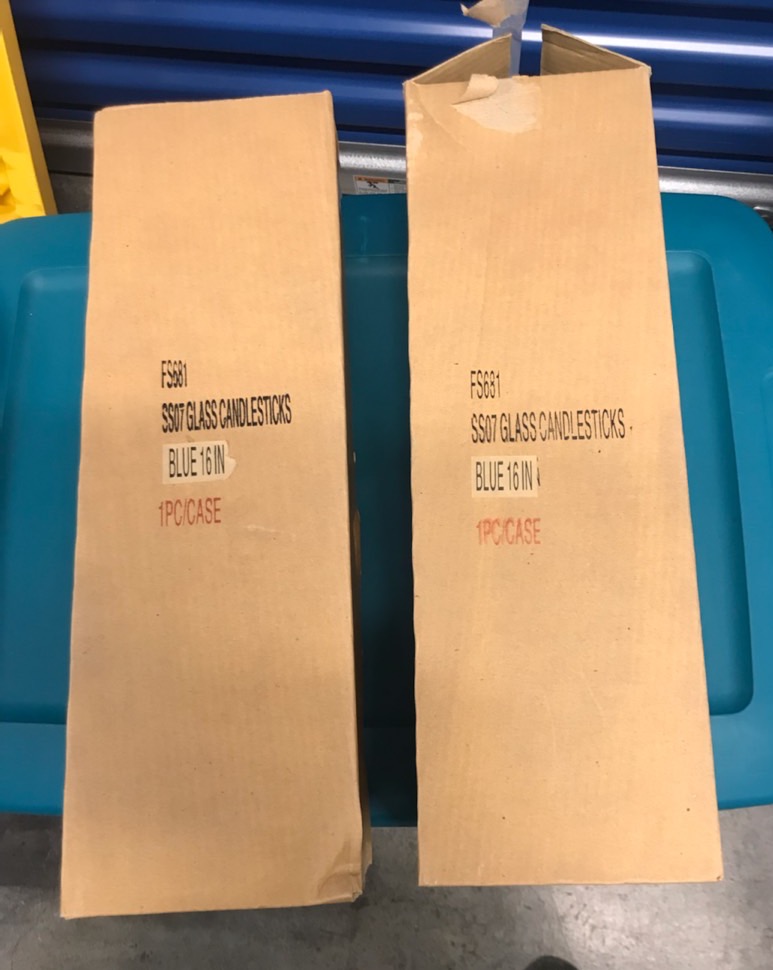 FS681
SS07 GLASS CANDLESTICKS
BLUE 16 IN
1PC/CASE
FS681
SS07 GLASS CANDLESTICKS
BLUE 16 IN
1PC/CASE